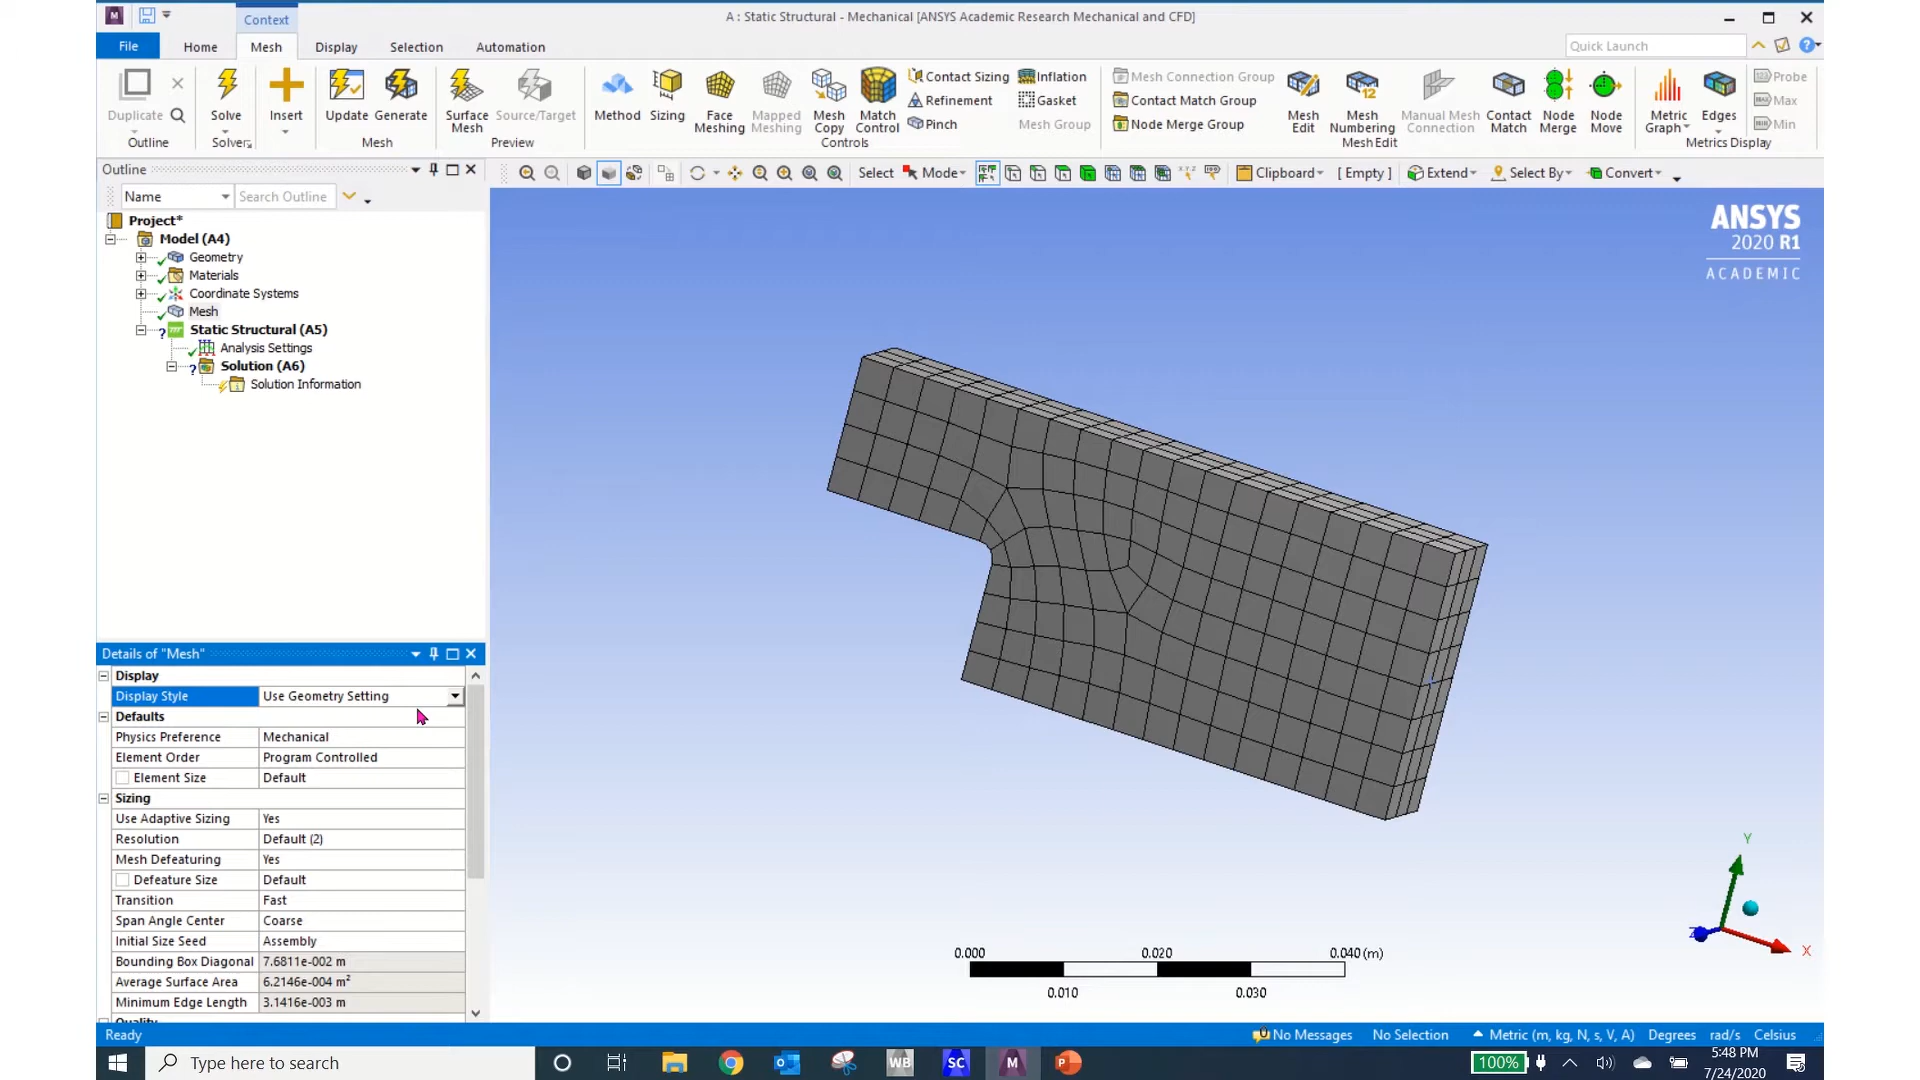 Context
A : Static Structural - Mechanical [ANSYS Academic Research Mechanical and CFD]
File Home Mesh Display Selection Automation
Quick Launch
Duplicate
Outline
Solve
Solver
Insert
Update Generate
Mesh
Surface Mesh
Source/Target
Preview
Method
Sizing
Face Meshing
Mapped Meshing
Mesh Copy
Match Control
Contact Sizing
Refinement
Pinch
Inflation
Gasket
Mesh Group
Controls
Mesh Connection Group
Contact Match Group
Node Merge Group
Mesh Edit
Mesh Numbering
Manual Mesh Connection
Contact Match
Node Merge
Node Move
Mesh Edit
Metric Graph
Edges
Probe
Max
Min
Metrics Display
Outline
Name Search Outline
Select Mode Clipboard [ Empty ] Extend Select By Convert
Project*
Model (A4)
Geometry
Materials
Coordinate Systems
Mesh
Static Structural (A5)
Analysis Settings
Solution (A6)
Solution Information
ANSYS
2020 R1
ACADEMIC
Details of "Mesh"
Display
Display Style Use Geometry Setting
Defaults
Physics Preference Mechanical
Element Order Program Controlled
Element Size Default
Sizing
Use Adaptive Sizing Yes
Resolution Default (2)
Mesh Defeaturing Yes
Defeature Size Default
Transition Fast
Span Angle Center Coarse
Initial Size Seed Assembly
Bounding Box Diagonal 7.6811e-002 m
Average Surface Area 6.2146e-004 m²
Minimum Edge Length 3.1416e-003 m
Quality
0.000 0.020 0.040 (m)
0.010 0.030
Y
Z
X
Ready
No Messages No Selection Metric (m, kg, N, s, V, A) Degrees rad/s Celsius
Type here to search
WB
SC
M
P
100%
5:48 PM
7/24/2020